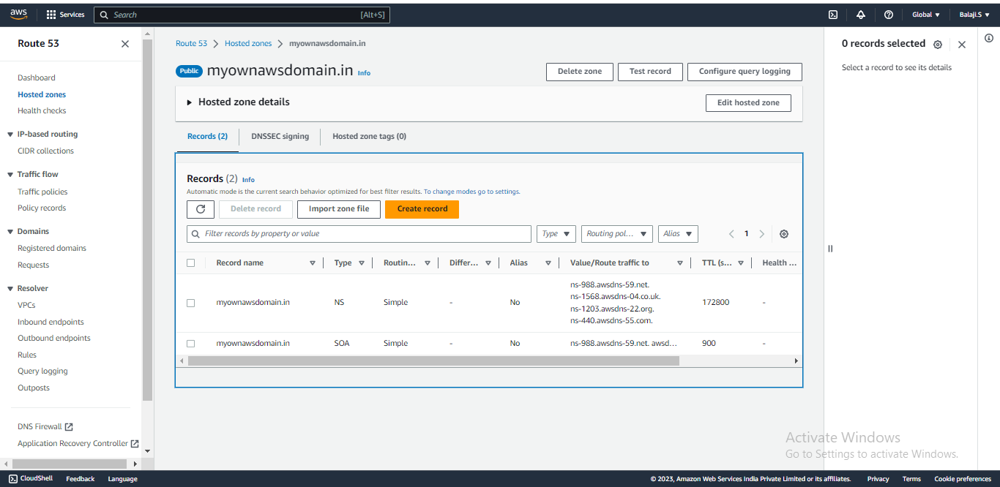 aws
Services
Search
[Alt+S]
Global
Balaji.S
Route 53
Dashboard
Hosted zones
Health checks
IP-based routing
CIDR collections
Traffic flow
Traffic policies
Policy records
Domains
Registered domains
Requests
Resolver
VPCs
Inbound endpoints
Outbound endpoints
Rules
Query logging
Outposts
DNS Firewall
Application Recovery Controller
Route 53 > Hosted zones > myownawsdomain.in
Public myownawsdomain.in Info
Delete zone
Test record
Configure query logging
Hosted zone details
Edit hosted zone
Records (2)
DNSSEC signing
Hosted zone tags (0)
Records (2) Info
Automatic mode is the current search behavior optimized for best filter results. To change modes go to settings.
Delete record
Import zone file
Create record
Filter records by property or value
Type
Routing pol...
Alias
1
Record name Type Routin... Differ... Alias Value/Route traffic to TTL (s... Health ...
ns-988.awsdns-59.net.
ns-1568.awsdns-04.co.uk.
myownawsdomain.in NS Simple - No 172800 -
ns-1203.awsdns-22.org.
ns-440.awsdns-55.com.
myownawsdomain.in SOA Simple - No ns-988.awsdns-59.net. awsd... 900 -
0 records selected
Select a record to see its details
Activate Windows
Go to Settings to activate Windows.
CloudShell
Feedback
Language
© 2023, Amazon Web Services India Private Limited or its affiliates.
Privacy
Terms
Cookie preferences